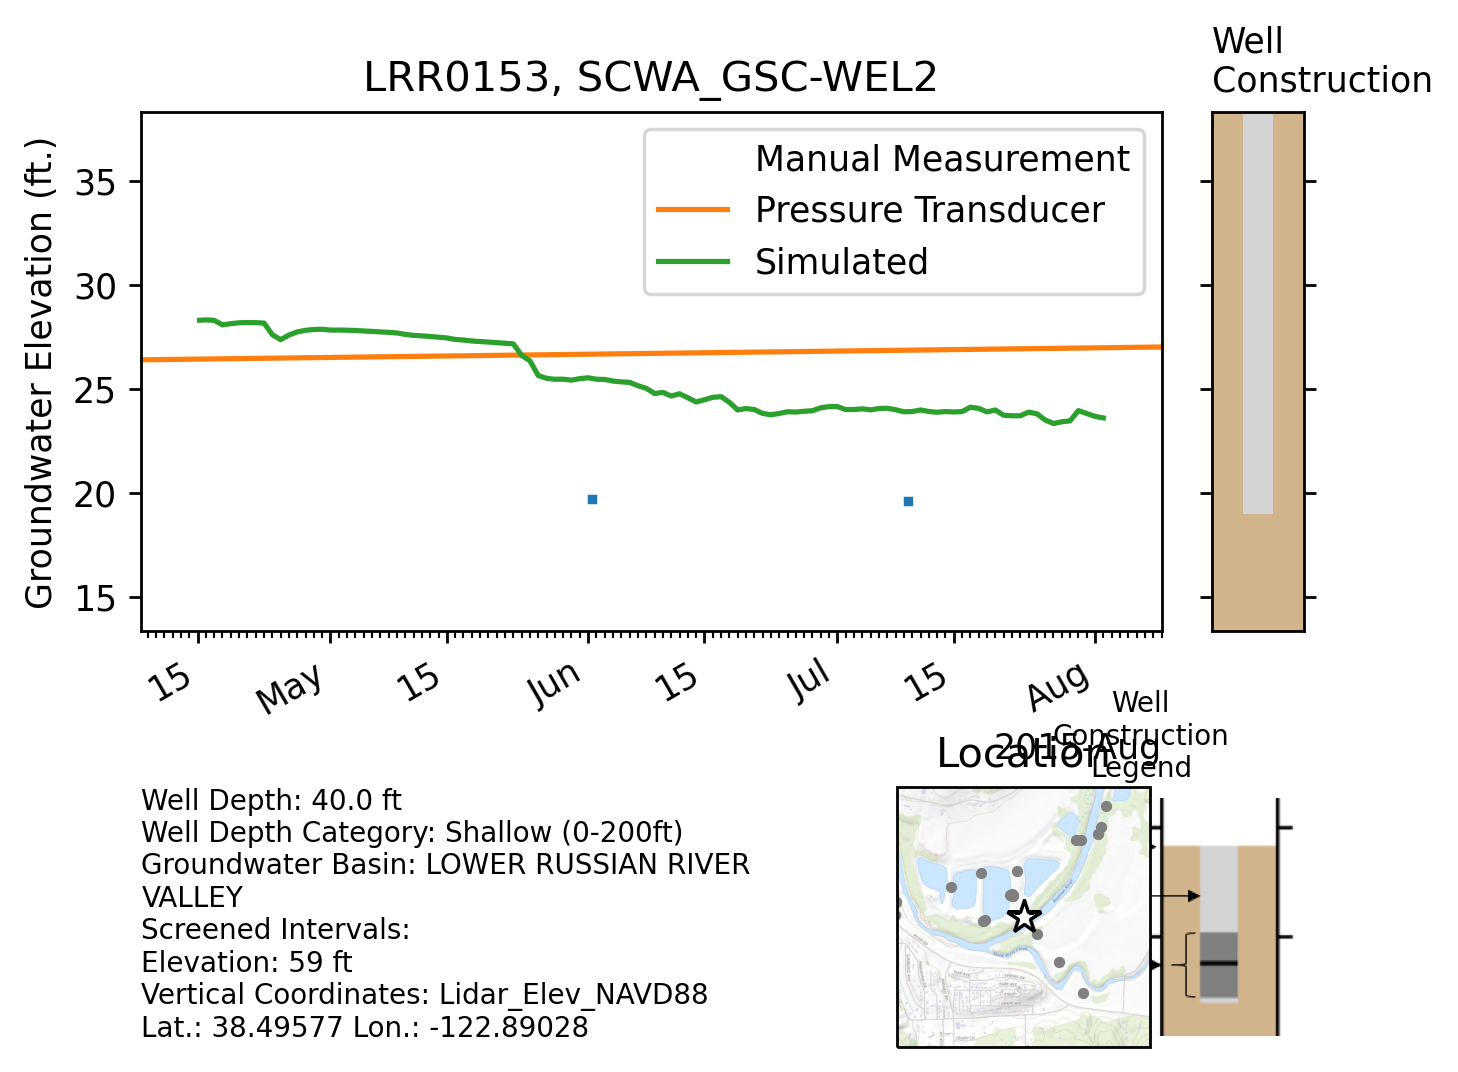 Well
Construction
LRR0153, SCWA_GSC-WEL2
Groundwater Elevation (ft.)
35
30
25
20
15
Manual Measurement
Pressure Transducer
Simulated
15
May
15
Jun
15
Jul
15
Aug
2015-Aug
Location
Well
Construction
Legend
Well Depth: 40.0 ft
Well Depth Category: Shallow (0-200ft)
Groundwater Basin: LOWER RUSSIAN RIVER
VALLEY
Screened Intervals:
Elevation: 59 ft
Vertical Coordinates: Lidar_Elev_NAVD88
Lat.: 38.49577 Lon.: -122.89028